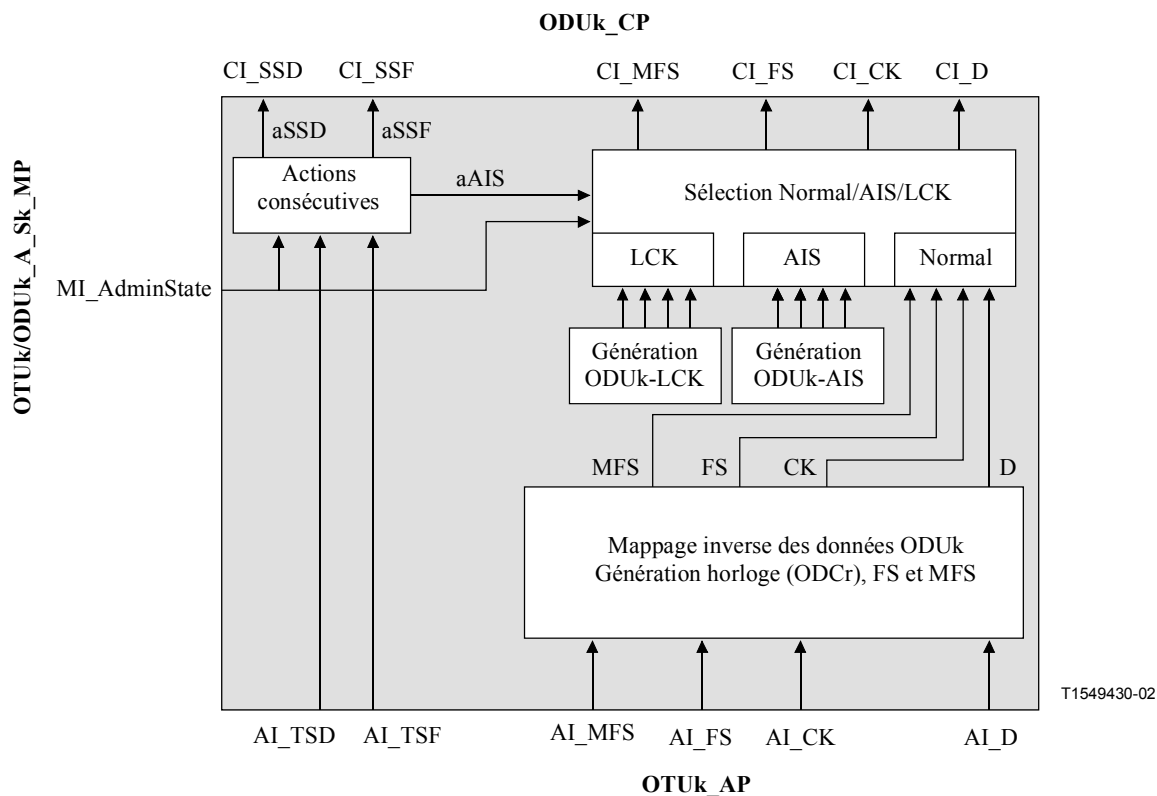 ODUk_CP
CI_SSD
CI_SSF
CI_MFS
CI_FS
CI_CK
CI_D
aSSD
aSSF
Actions
consécutives
aAIS
Sélection Normal/AIS/LCK
LCK
AIS
Normal
OTUk/ODUk_A_Sk_MP
MI_AdminState
Génération
ODUk-LCK
Génération
ODUk-AIS
MFS
FS
CK
D
Mappage inverse des données ODUk
Génération horloge (ODCr), FS et MFS
T1549430-02
AI_TSD
AI_TSF
AI_MFS
AI_FS
AI_CK
AI_D
OTUk_AP